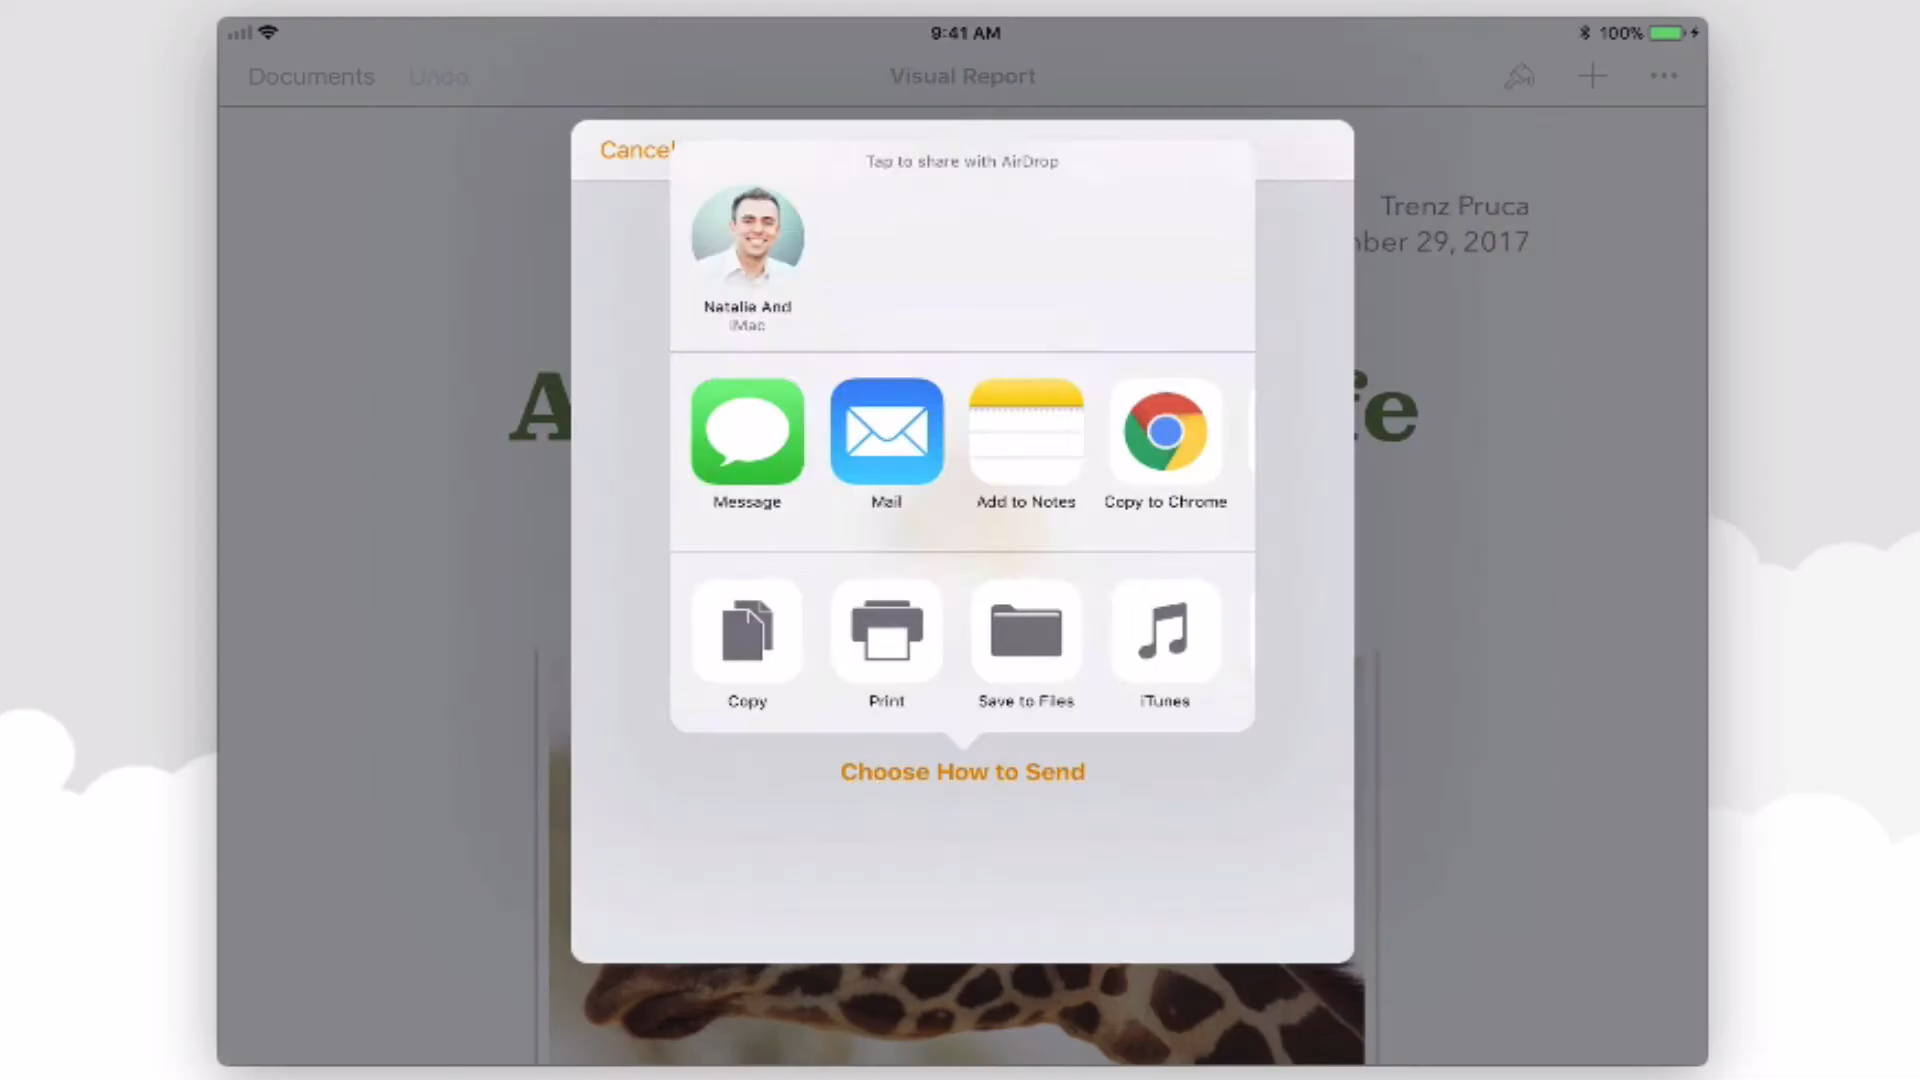 9:41 AM
100%
Documents
Undo
Visual Report
Cancel
Tap to share with AirDrop
Natalie And
iMac
Trenz Pruca
ber 29, 2017
A
fe
Message
Mail
Add to Notes
Copy to Chrome
Copy
Print
Save to Files
iTunes
Choose How to Send